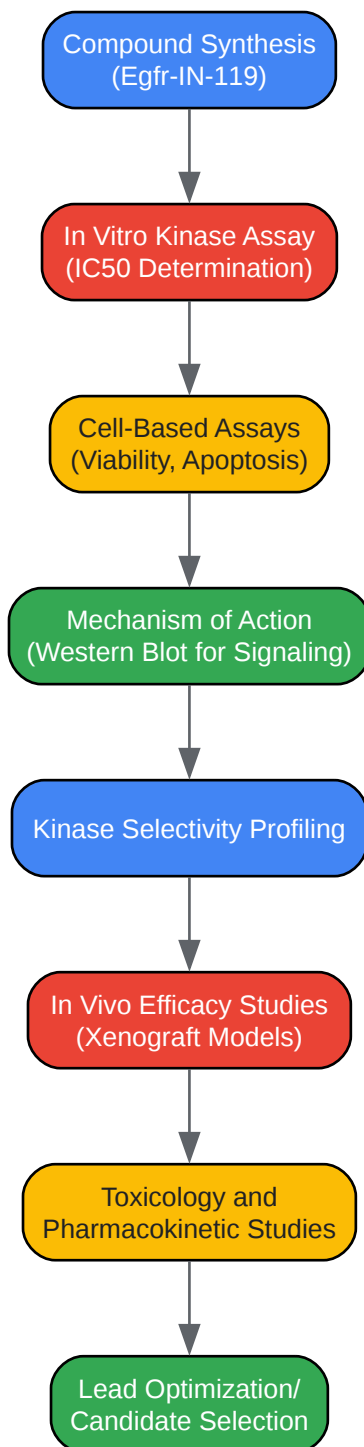 Compound Synthesis
(Egfr-IN-119)
In Vitro Kinase Assay
(IC50 Determination)
Cell-Based Assays
(Viability, Apoptosis)
Mechanism of Action
(Western Blot for Signaling)
Kinase Selectivity Profiling
In Vivo Efficacy Studies
(Xenograft Models)
Toxicology and
Pharmacokinetic Studies
Lead Optimization/
Candidate Selection